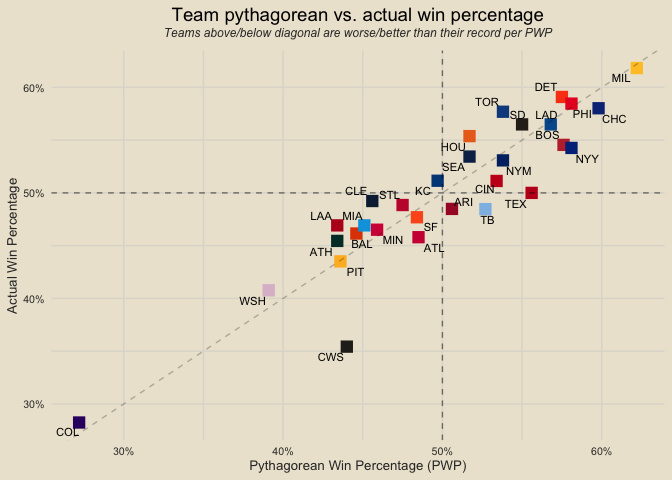 Team pythagorean vs. actual win percentage
Teams above/below diagonal are worse/better than their record per PWP
60%
50%
40%
30%
Actual Win Percentage
MIL
DET
TOR
SD
LAD
PHI
CHC
BOS
HOU
SEA
NYY
NYM
KC
CIN
TEX
CLE
STL
ARI
TB
LAA
MIA
SF
BAL
MIN
ATL
ATH
PIT
WSH
CWS
COL
30%
40%
50%
60%
Pythagorean Win Percentage (PWP)